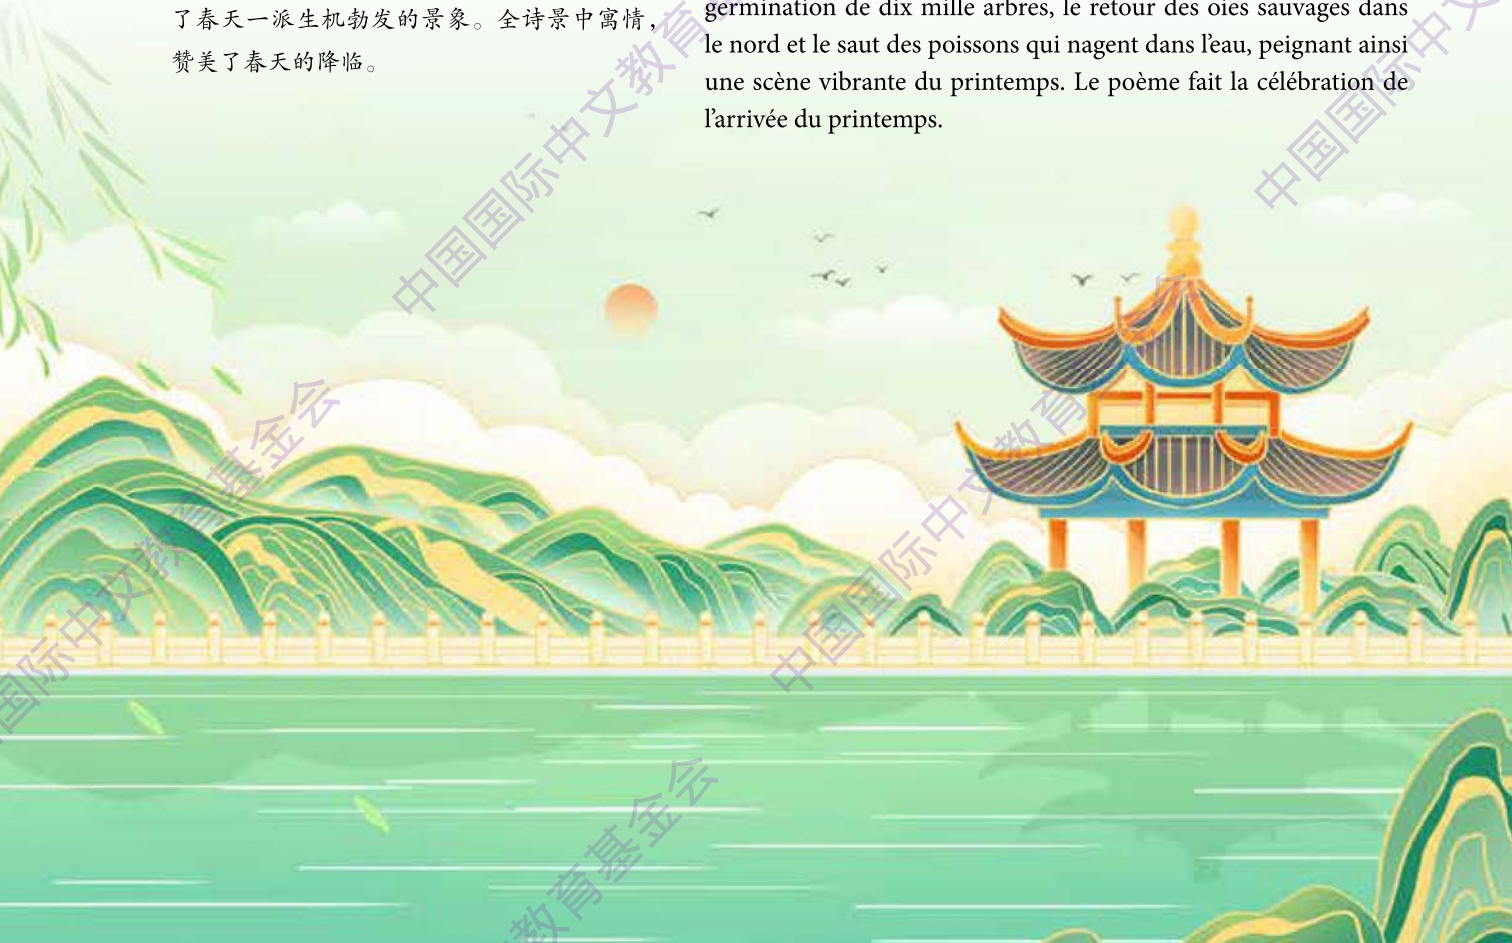 了春天一派生机勃发的景象。全诗景中寓情，
赞美了春天的降临。
germination de dix mille arbres, le retour des oies sauvages dans
le nord et le saut des poissons qui nagent dans l’eau, peignant ainsi
une scène vibrante du printemps. Le poème fait la célébration de
l’arrivée du printemps.
中国国际中文教育
中国国际中
中国国际中文教育基金会
国际中文教育基金会
教育基金会